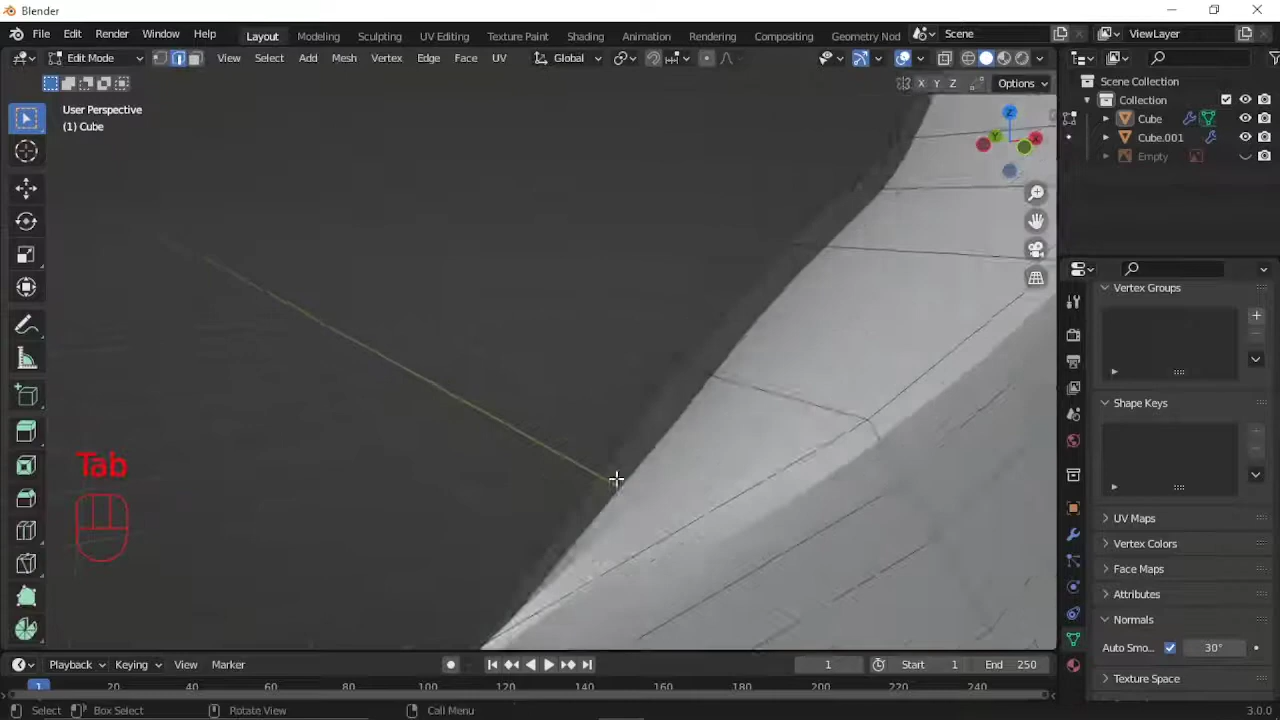 Blender
File Edit Render Window Help Layout Modeling Sculpting UV Editing Texture Paint Shading Animation Rendering Compositing Geometry Nod Scene ViewLayer
Edit Mode View Select Add Mesh Vertex Edge Face UV Global
X Y Z Options
User Perspective
(1) Cube
Scene Collection
Collection
Cube
Cube.001
Empty
Z
Y
X
Vertex Groups
Shape Keys
Tab
UV Maps
Vertex Colors
Face Maps
Attributes
Normals
Auto Smo... 30°
Texture Space
Playback Keying View Marker 1 Start 1 End 250
1 20 40 60 80 100 120 140 160 180 200 220 240
Select Box Select Rotate View Call Menu 3.0.0